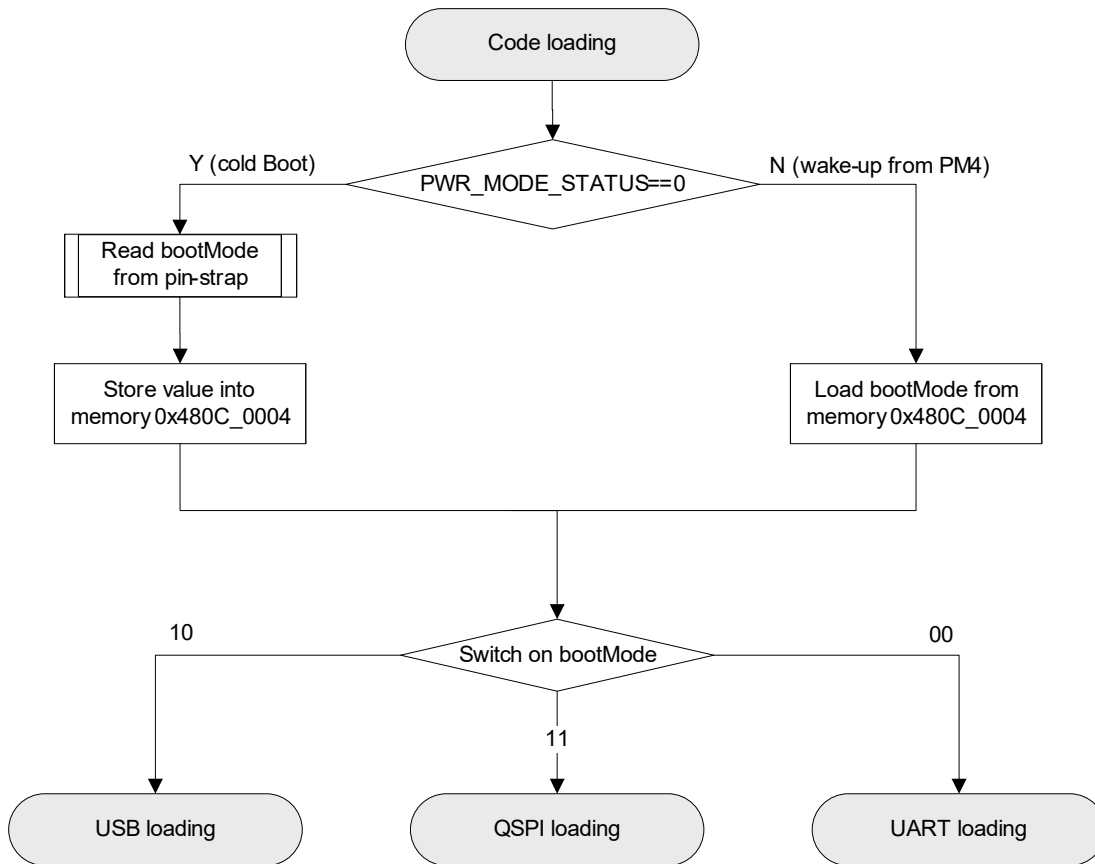 Code loading
Y (cold Boot)
N (wake-up from PM4)
PWR_MODE_STATUS==0
Read bootMode
from pin-strap
Store value into
memory 0x480C_0004
Load bootMode from
memory 0x480C_0004
10
00
Switch on bootMode
11
USB loading
QSPI loading
UART loading